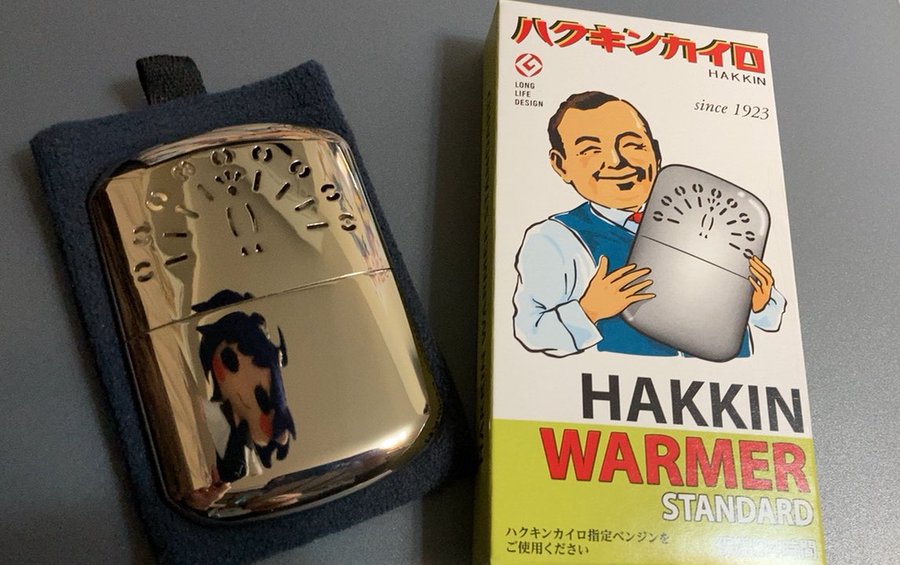 ハクキンカイロ
HAKKIN
LONG
LIFE
DESIGN
since 1923
HAKKIN
WARMER
STANDARD
ハクキンカイロ指定ベンジンを
ご使用ください